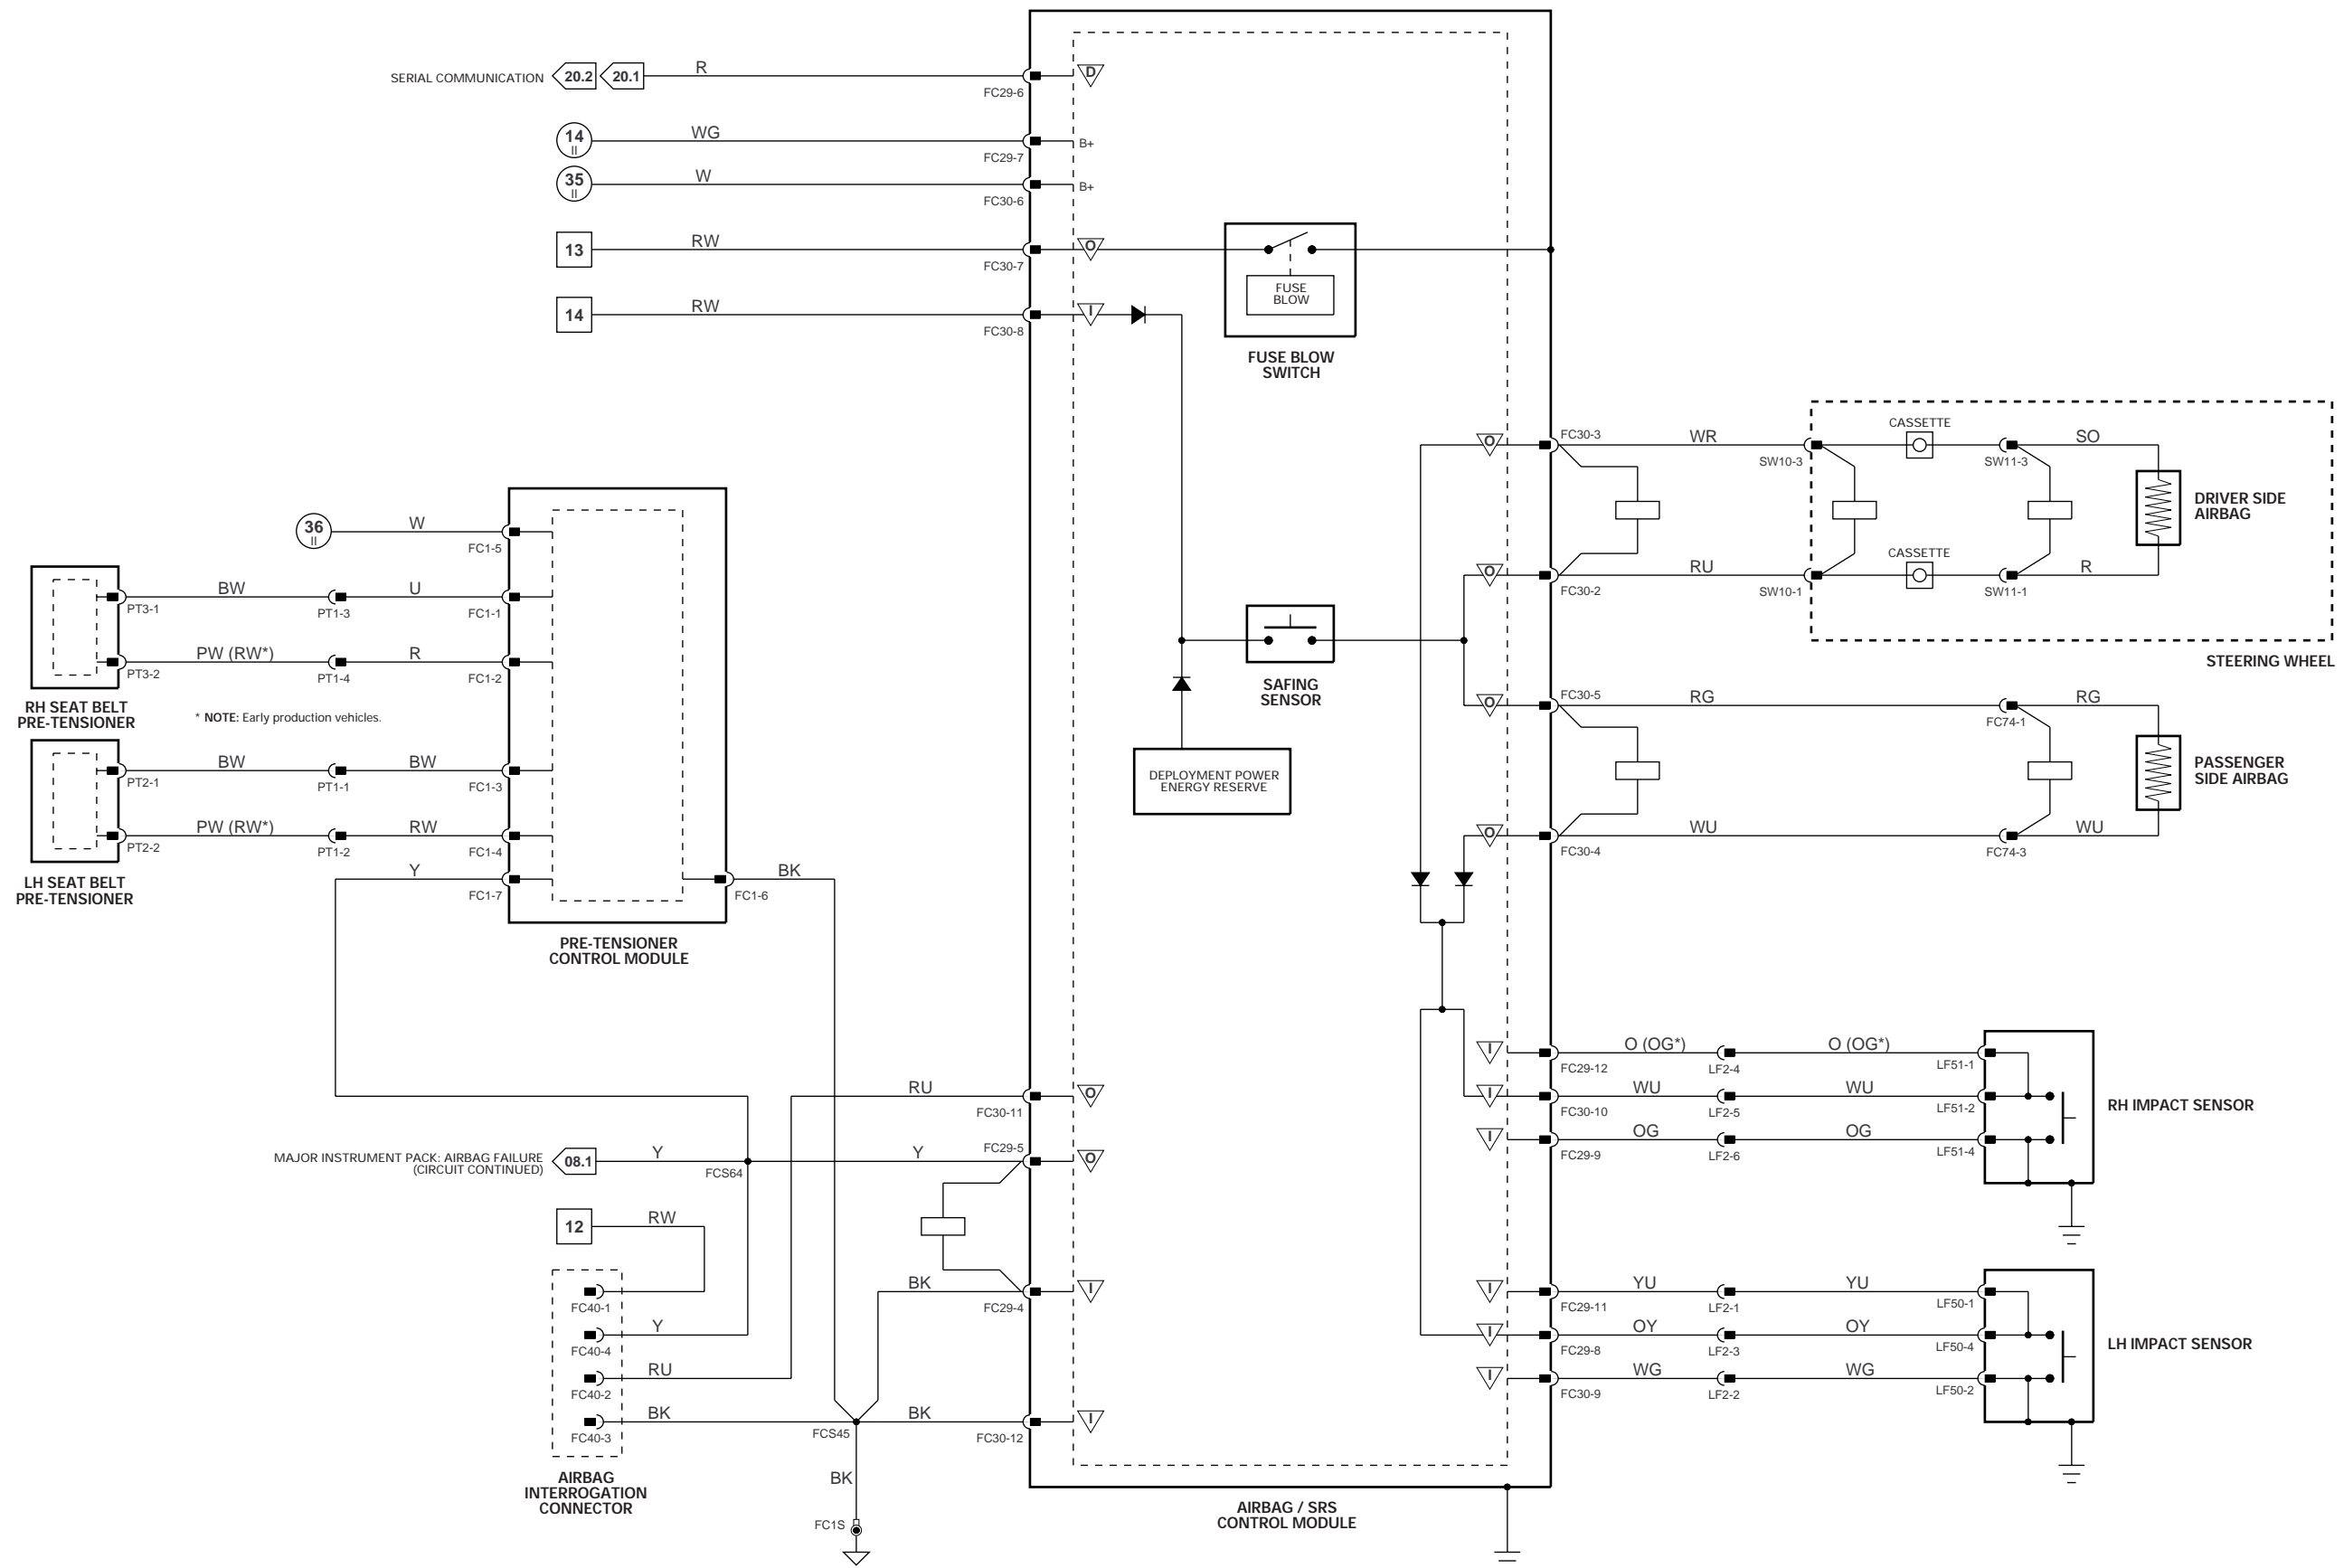 SERIAL COMMUNICATION 20.2 20.1 R FC29-6 D
14 II WG FC29-7 B+
35 II W FC30-6 B+
13 RW FC30-7 O
FUSE
BLOW
14 RW FC30-8 I
FUSE BLOW
SWITCH
36 II W FC1-5
PT3-1 BW PT1-3 U FC1-1
PT3-2 PW (RW*) PT1-4 R FC1-2
RH SEAT BELT
PRE-TENSIONER
* NOTE: Early production vehicles.
PT2-1 BW PT1-1 BW FC1-3
PT2-2 PW (RW*) PT1-2 RW FC1-4
LH SEAT BELT
PRE-TENSIONER
Y FC1-7
FC1-6 BK
PRE-TENSIONER
CONTROL MODULE
SAFING
SENSOR
DEPLOYMENT POWER
ENERGY RESERVE
O FC30-3 WR SW10-3 CASSETTE SW11-3 SO
O FC30-2 RU SW10-1 CASSETTE SW11-1 R
DRIVER SIDE
AIRBAG
STEERING WHEEL
O FC30-5 RG FC74-1 RG
O FC30-4 WU FC74-3 WU
PASSENGER
SIDE AIRBAG
I FC29-12 O (OG*) LF2-4 O (OG*) LF51-1
I FC30-10 WU LF2-5 WU LF51-2
I FC29-9 OG LF2-6 OG LF51-4
RH IMPACT SENSOR
I FC29-11 YU LF2-1 YU LF50-1
I FC29-8 OY LF2-3 OY LF50-4
I FC30-9 WG LF2-2 WG LF50-2
LH IMPACT SENSOR
RU FC30-11 O
MAJOR INSTRUMENT PACK: AIRBAG FAILURE
(CIRCUIT CONTINUED)
08.1 Y FCS64 Y FC29-5 O
12 RW
FC40-1
FC40-4 Y
FC40-2 RU
FC40-3 BK
BK FC29-4 I
FCS45 BK FC30-12 I
AIRBAG
INTERROGATION
CONNECTOR
BK
FC1S
AIRBAG / SRS
CONTROL MODULE